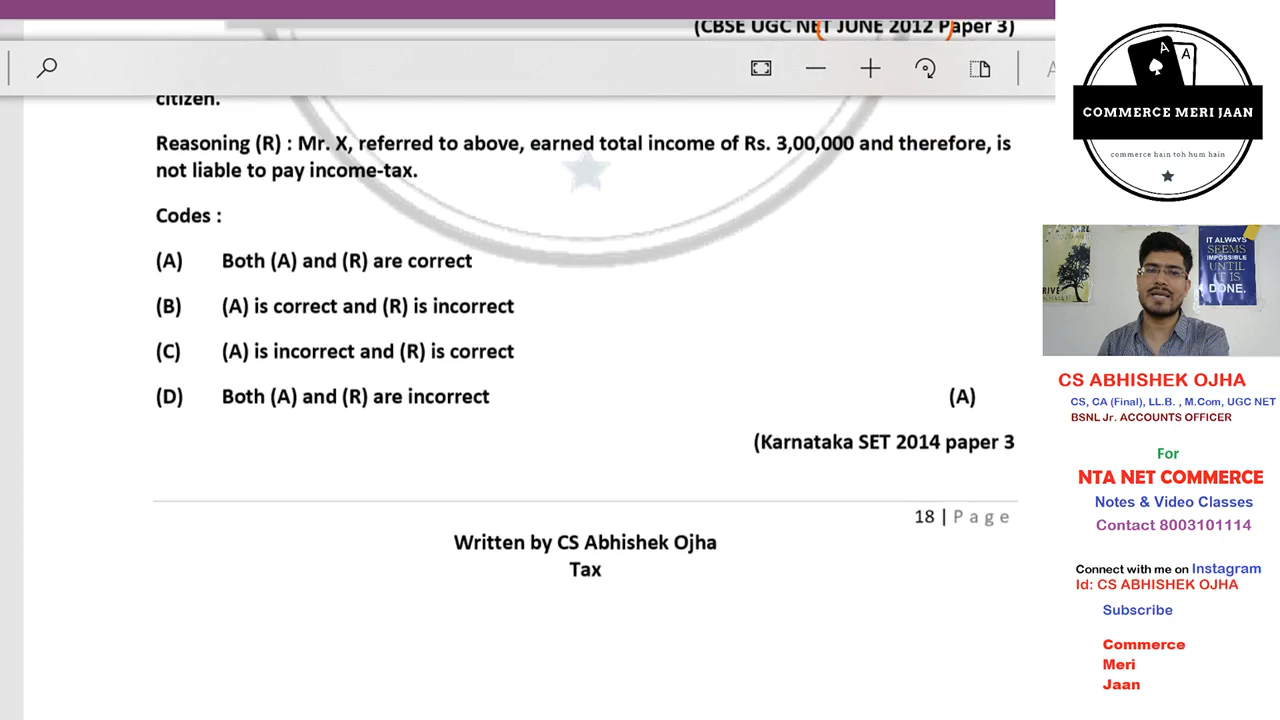 (CBSE UGC NET JUNE 2012 Paper 3)
citizen.
Reasoning (R) : Mr. X, referred to above, earned total income of Rs. 3,00,000 and therefore, is
not liable to pay income-tax.
Codes :
(A) Both (A) and (R) are correct
(B) (A) is correct and (R) is incorrect
(C) (A) is incorrect and (R) is correct
(D) Both (A) and (R) are incorrect (A)
(Karnataka SET 2014 paper 3
18 | Page
Written by CS Abhishek Ojha
Tax
A A
COMMERCE MERI JAAN
commerce hain toh hum hain
IT ALWAYS
SEEMS
IMPOSSIBLE
UNTIL
IT IS
DONE.
CS ABHISHEK OJHA
CS, CA (Final), LL.B. , M.Com, UGC NET
BSNL Jr. ACCOUNTS OFFICER
For
NTA NET COMMERCE
Notes & Video Classes
Contact 8003101114
Connect with me on Instagram
Id: CS ABHISHEK OJHA
Subscribe
Commerce
Meri
Jaan